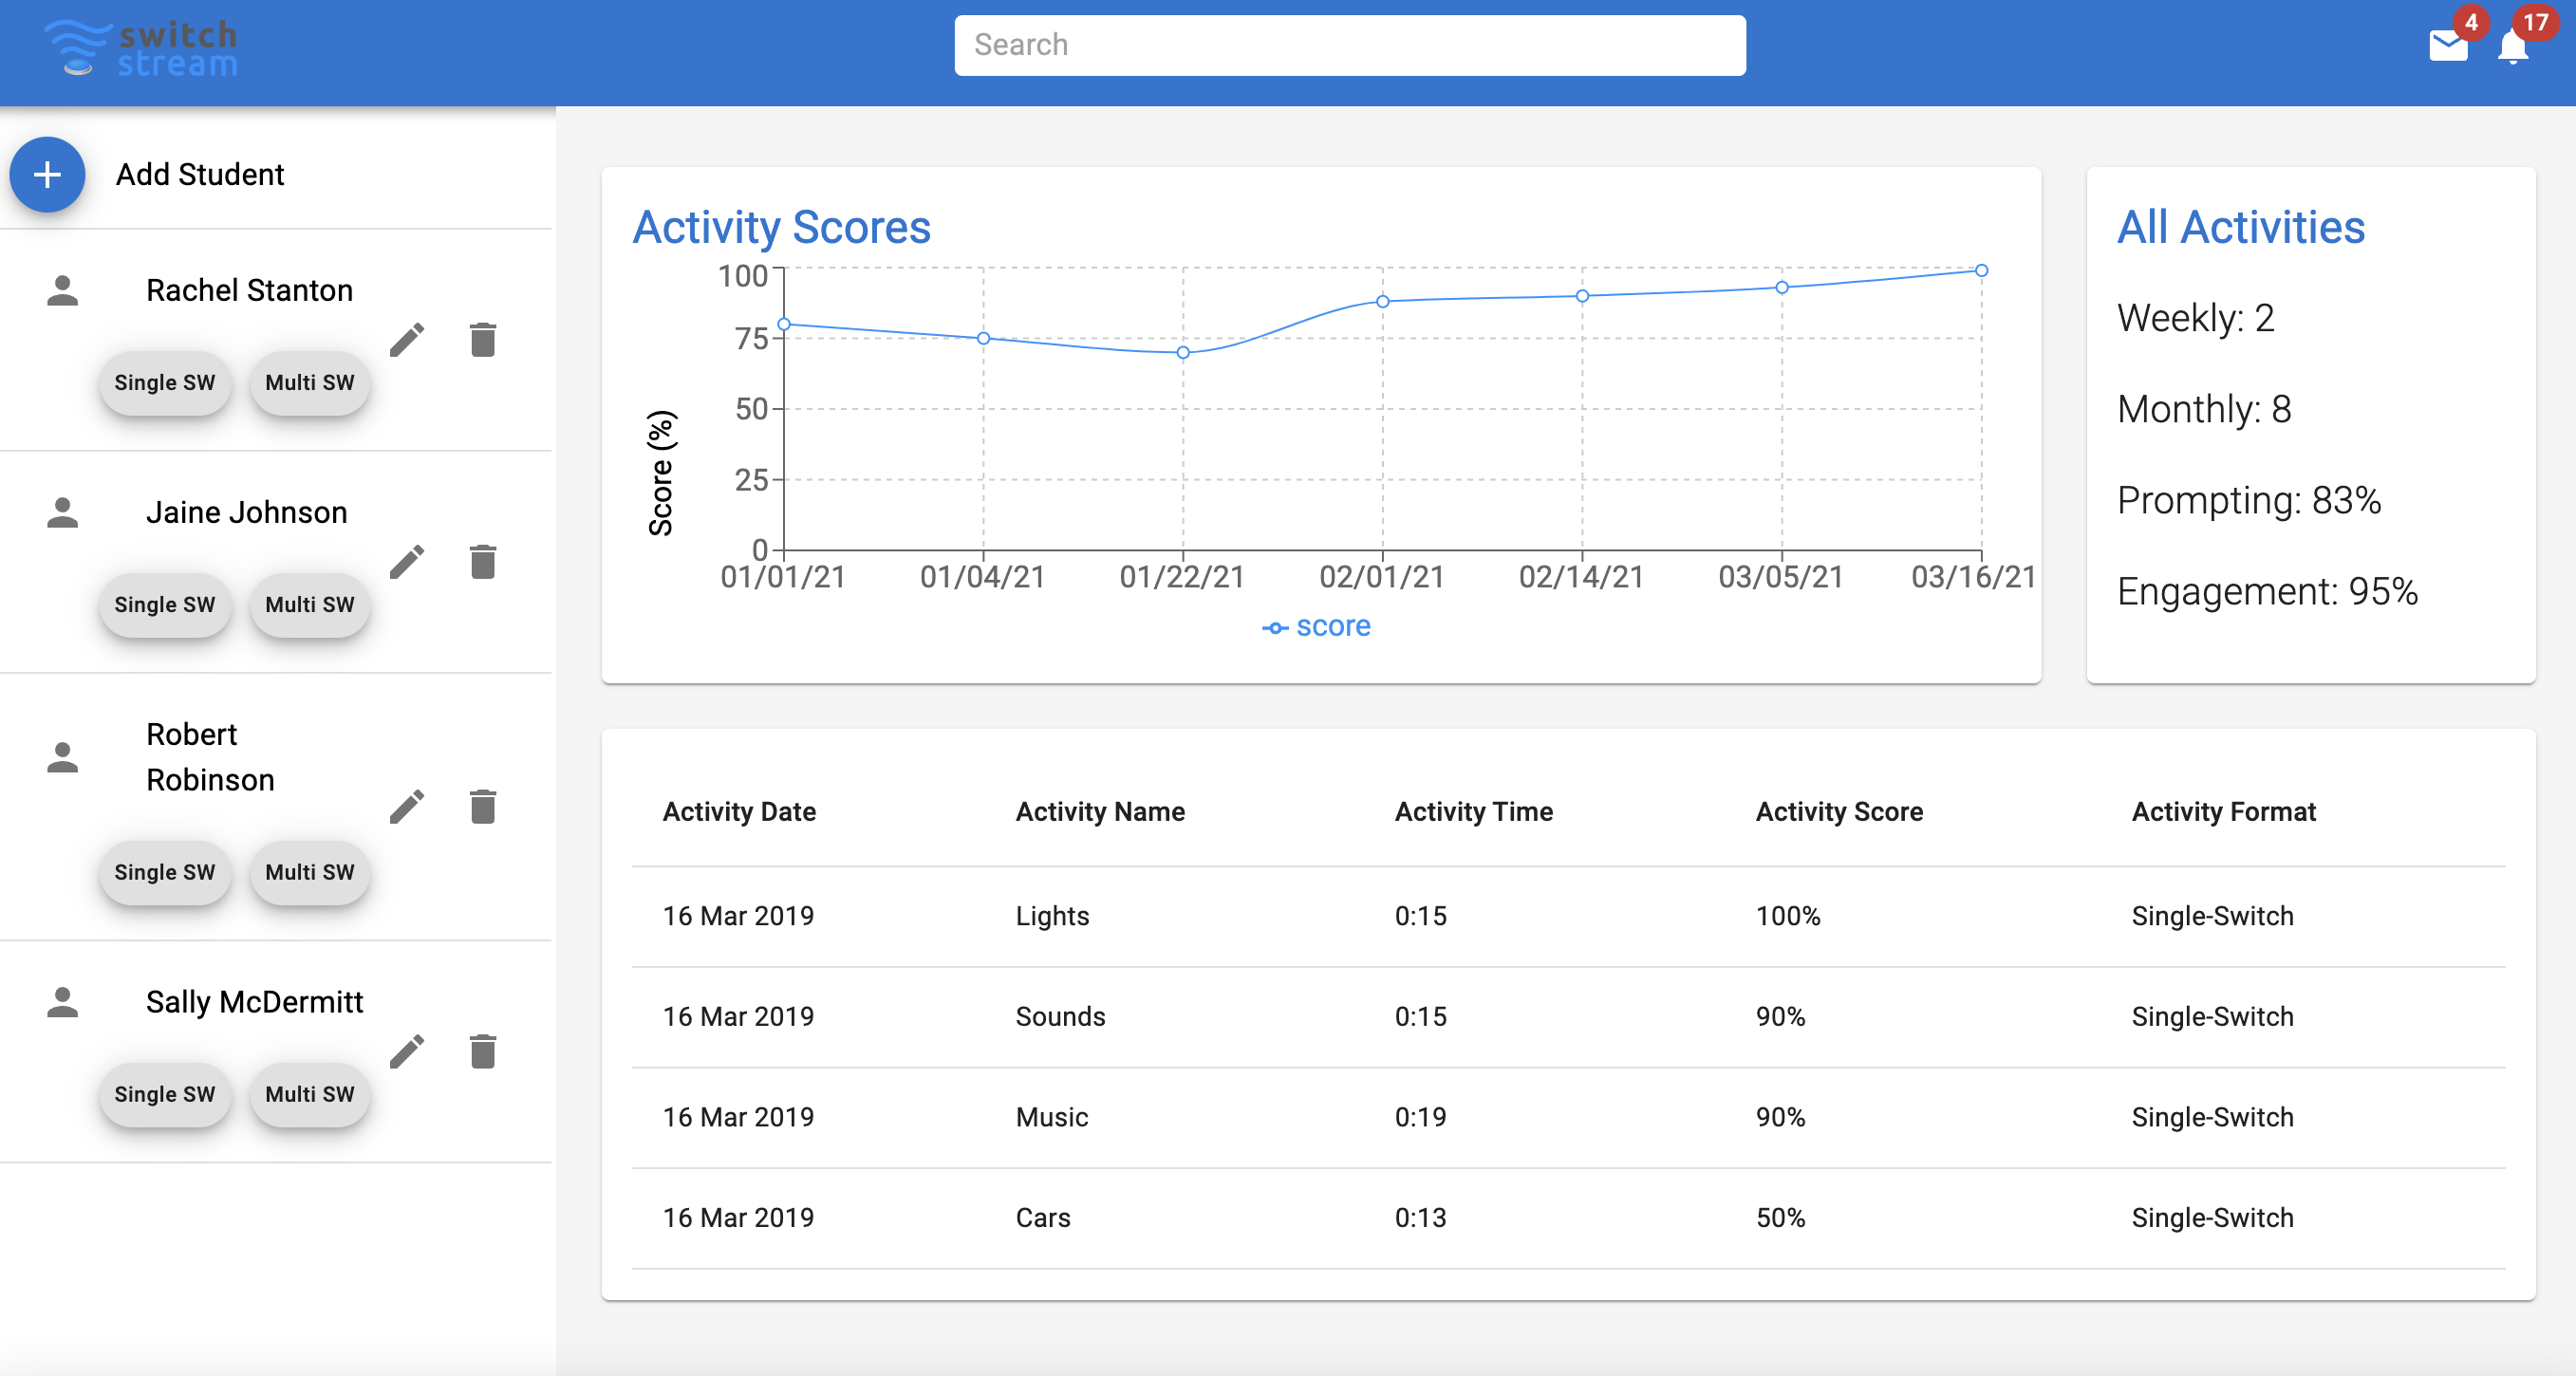 switch
stream
Search
4
17
Add Student
Rachel Stanton
Single SW
Multi SW
Jaine Johnson
Single SW
Multi SW
Robert
Robinson
Single SW
Multi SW
Sally McDermitt
Single SW
Multi SW
Activity Scores
100
75
50
25
0
Score (%)
01/01/21 01/04/21 01/22/21 02/01/21 02/14/21 03/05/21 03/16/21
score
All Activities
Weekly: 2
Monthly: 8
Prompting: 83%
Engagement: 95%
Activity Date Activity Name Activity Time Activity Score Activity Format
16 Mar 2019 Lights 0:15 100% Single-Switch
16 Mar 2019 Sounds 0:15 90% Single-Switch
16 Mar 2019 Music 0:19 90% Single-Switch
16 Mar 2019 Cars 0:13 50% Single-Switch